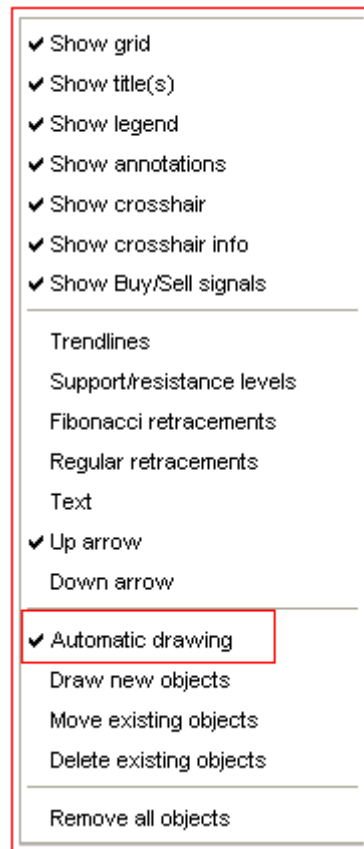 Show grid
Show title(s)
Show legend
Show annotations
Show crosshair
Show crosshair info
Show Buy/Sell signals
Trendlines
Support/resistance levels
Fibonacci retracements
Regular retracements
Text
Up arrow
Down arrow
Automatic drawing
Draw new objects
Move existing objects
Delete existing objects
Remove all objects